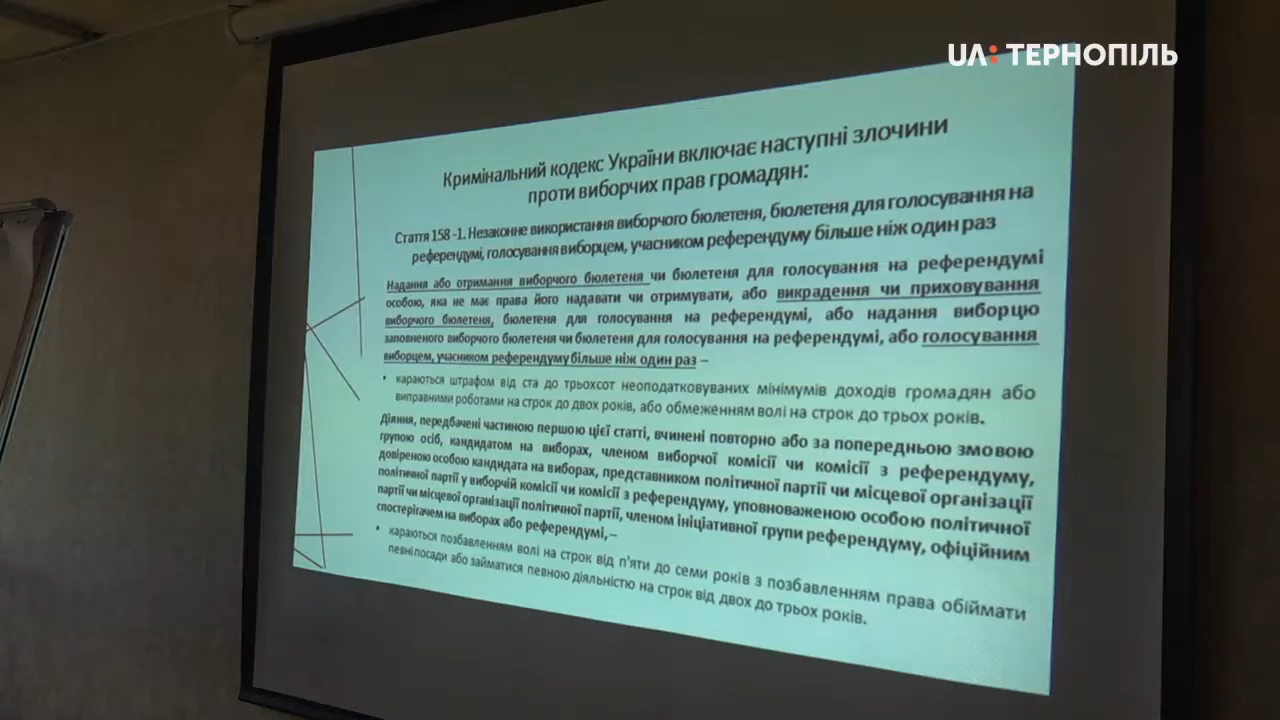 UA: ТЕРНОПІЛЬ
Кримінальний кодекс України включає наступні злочини
проти виборчих прав громадян:
Стаття 158 -1. Незаконне використання виборчого бюлетеня, бюлетеня для голосування на
референдумі, голосування виборцем, учасником референдуму більше ніж один раз
Надання або отримання виборчого бюлетеня чи бюлетеня для голосування на референдумі
особою, яка не має права його надавати чи отримувати, або викрадення чи приховування
виборчого бюлетеня, бюлетеня для голосування на референдумі, або надання виборцю
заповненого виборчого бюлетеня чи бюлетеня для голосування на референдумі, або голосування
виборцем, учасником референдуму більше ніж один раз –
• караються штрафом від ста до трьохсот неоподатковуваних мінімумів доходів громадян або
виправними роботами на строк до двох років, або обмеженням волі на строк до трьох років.
Діяння, передбачені частиною першою цієї статті, вчинені повторно або за попередньою змовою
групою осіб, кандидатом на виборах, членом виборчої комісії чи комісії з референдуму,
довіреною особою кандидата на виборах, представником політичної партії чи місцевої організації
політичної партії у виборчій комісії чи комісії з референдуму, уповноваженою особою політичної
партії чи місцевої організації політичної партії, членом ініціативної групи референдуму, офіційним
спостерігачем на виборах або референдумі, –
• караються позбавленням волі на строк від п'яти до семи років з позбавленням права обіймати
певні посади або займатися певною діяльністю на строк від двох до трьох років.